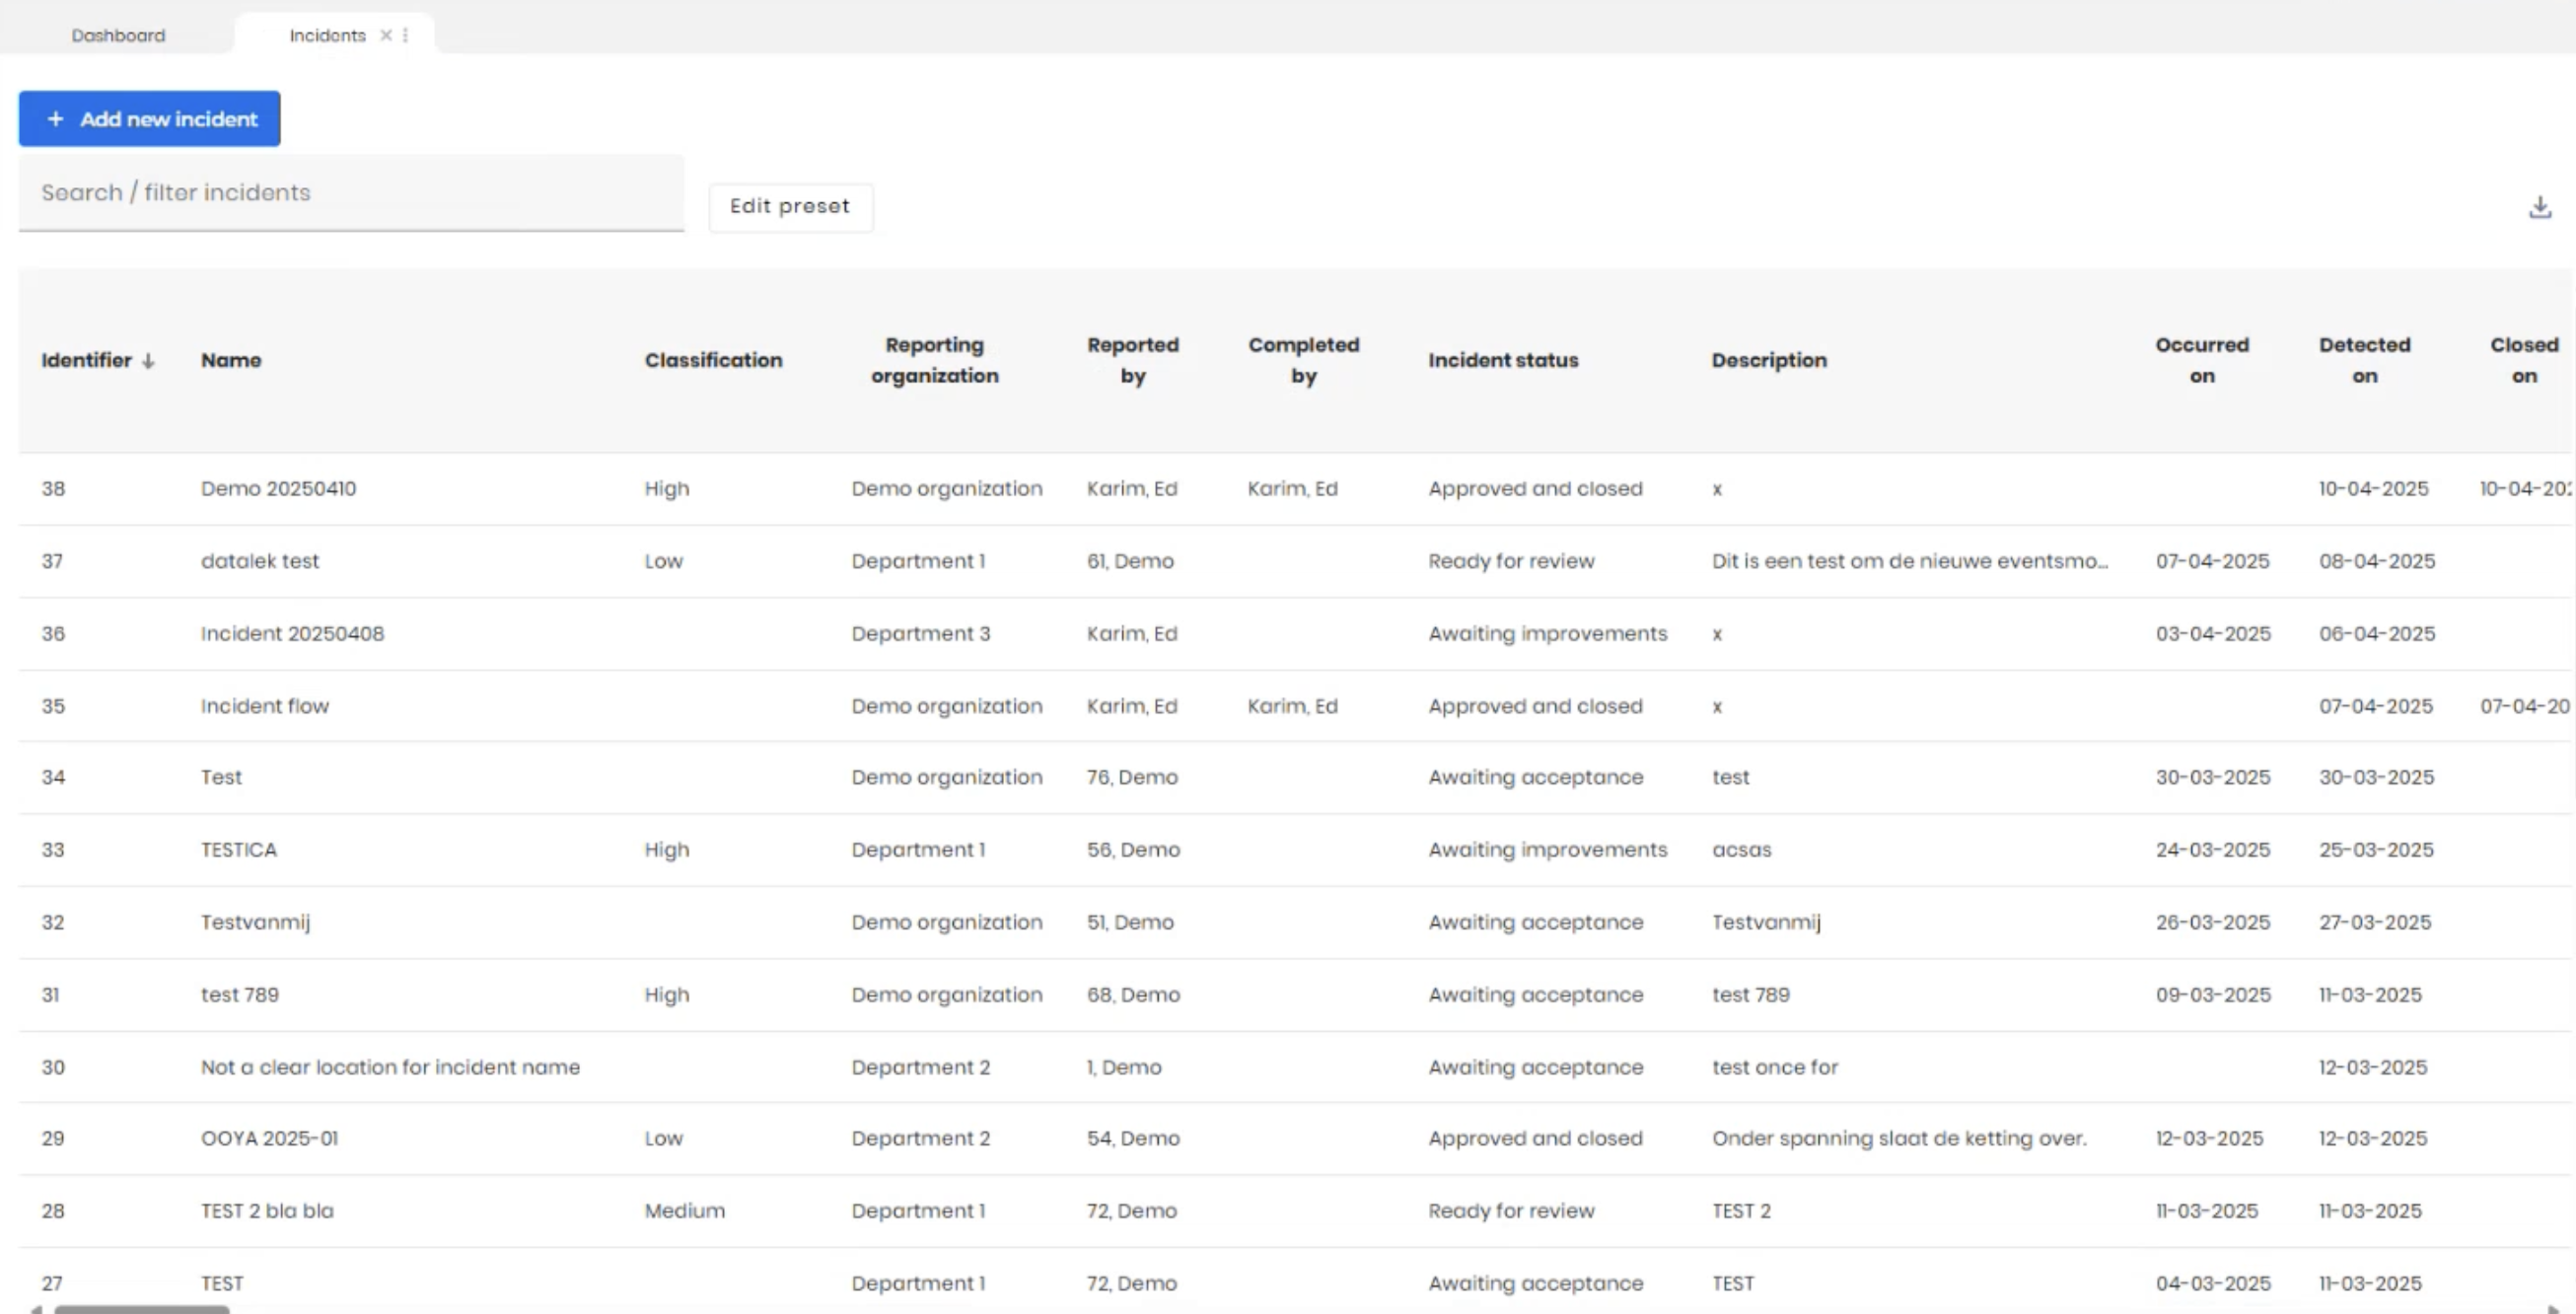 Dashboard Incidents
+ Add new incident
Search / filter incidents
Edit preset
Identifier Name Classification Reporting organization Reported by Completed by Incident status Description Occurred on Detected on Closed on
38 Demo 20250410 High Demo organization Karim, Ed Karim, Ed Approved and closed x 10-04-2025 10-04-20
37 datalek test Low Department 1 61, Demo Ready for review Dit is een test om de nieuwe eventsmo... 07-04-2025 08-04-2025
36 Incident 20250408 Department 3 Karim, Ed Awaiting improvements x 03-04-2025 06-04-2025
35 Incident flow Demo organization Karim, Ed Karim, Ed Approved and closed x 07-04-2025 07-04-20
34 Test Demo organization 76, Demo Awaiting acceptance test 30-03-2025 30-03-2025
33 TESTICA High Department 1 56, Demo Awaiting improvements acsas 24-03-2025 25-03-2025
32 Testvanmij Demo organization 51, Demo Awaiting acceptance Testvanmij 26-03-2025 27-03-2025
31 test 789 High Demo organization 68, Demo Awaiting acceptance test 789 09-03-2025 11-03-2025
30 Not a clear location for incident name Department 2 1, Demo Awaiting acceptance test once for 12-03-2025
29 OOYA 2025-01 Low Department 2 54, Demo Approved and closed Onder spanning slaat de ketting over. 12-03-2025 12-03-2025
28 TEST 2 bla bla Medium Department 1 72, Demo Ready for review TEST 2 11-03-2025 11-03-2025
27 TEST Department 1 72, Demo Awaiting acceptance TEST 04-03-2025 11-03-2025